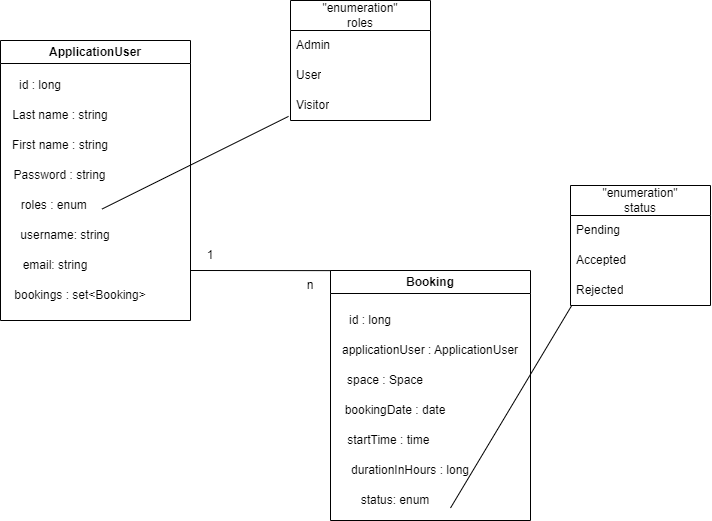 "enumeration"
roles
Admin
User
Visitor
ApplicationUser
id : long
Last name : string
First name : string
Password : string
roles : enum
username: string
email: string
bookings : set<Booking>
1
n
"enumeration"
status
Pending
Accepted
Rejected
Booking
id : long
applicationUser : ApplicationUser
space : Space
bookingDate : date
startTime : time
durationInHours : long
status: enum